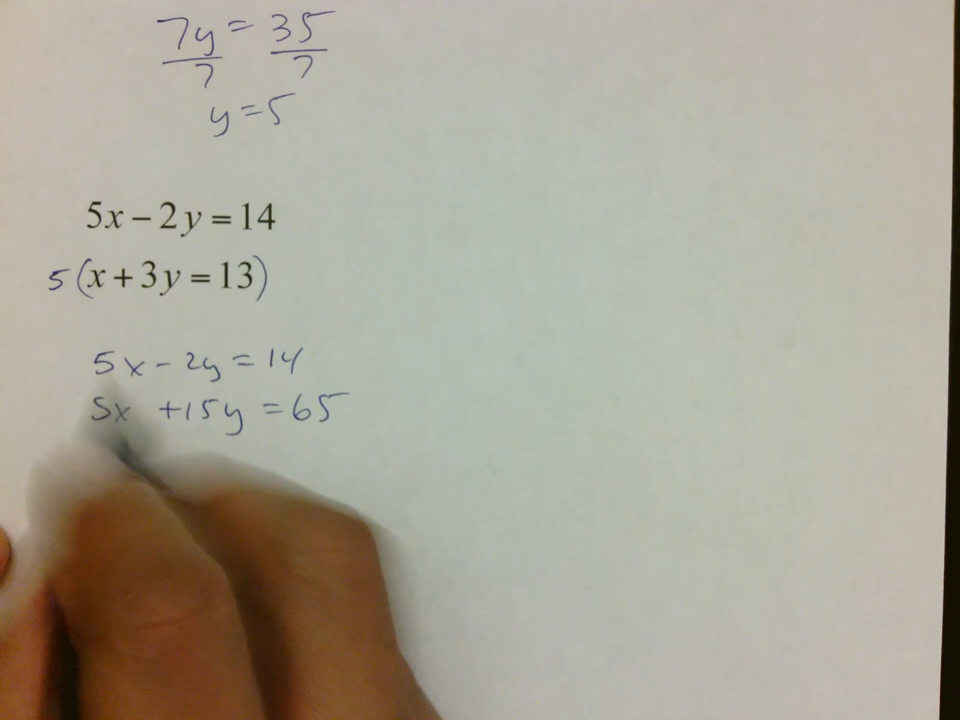 7y = 35
7 7
y = 5
5x − 2y = 14
5 (x + 3y = 13)
5x − 2y = 14
5x + 15y = 65